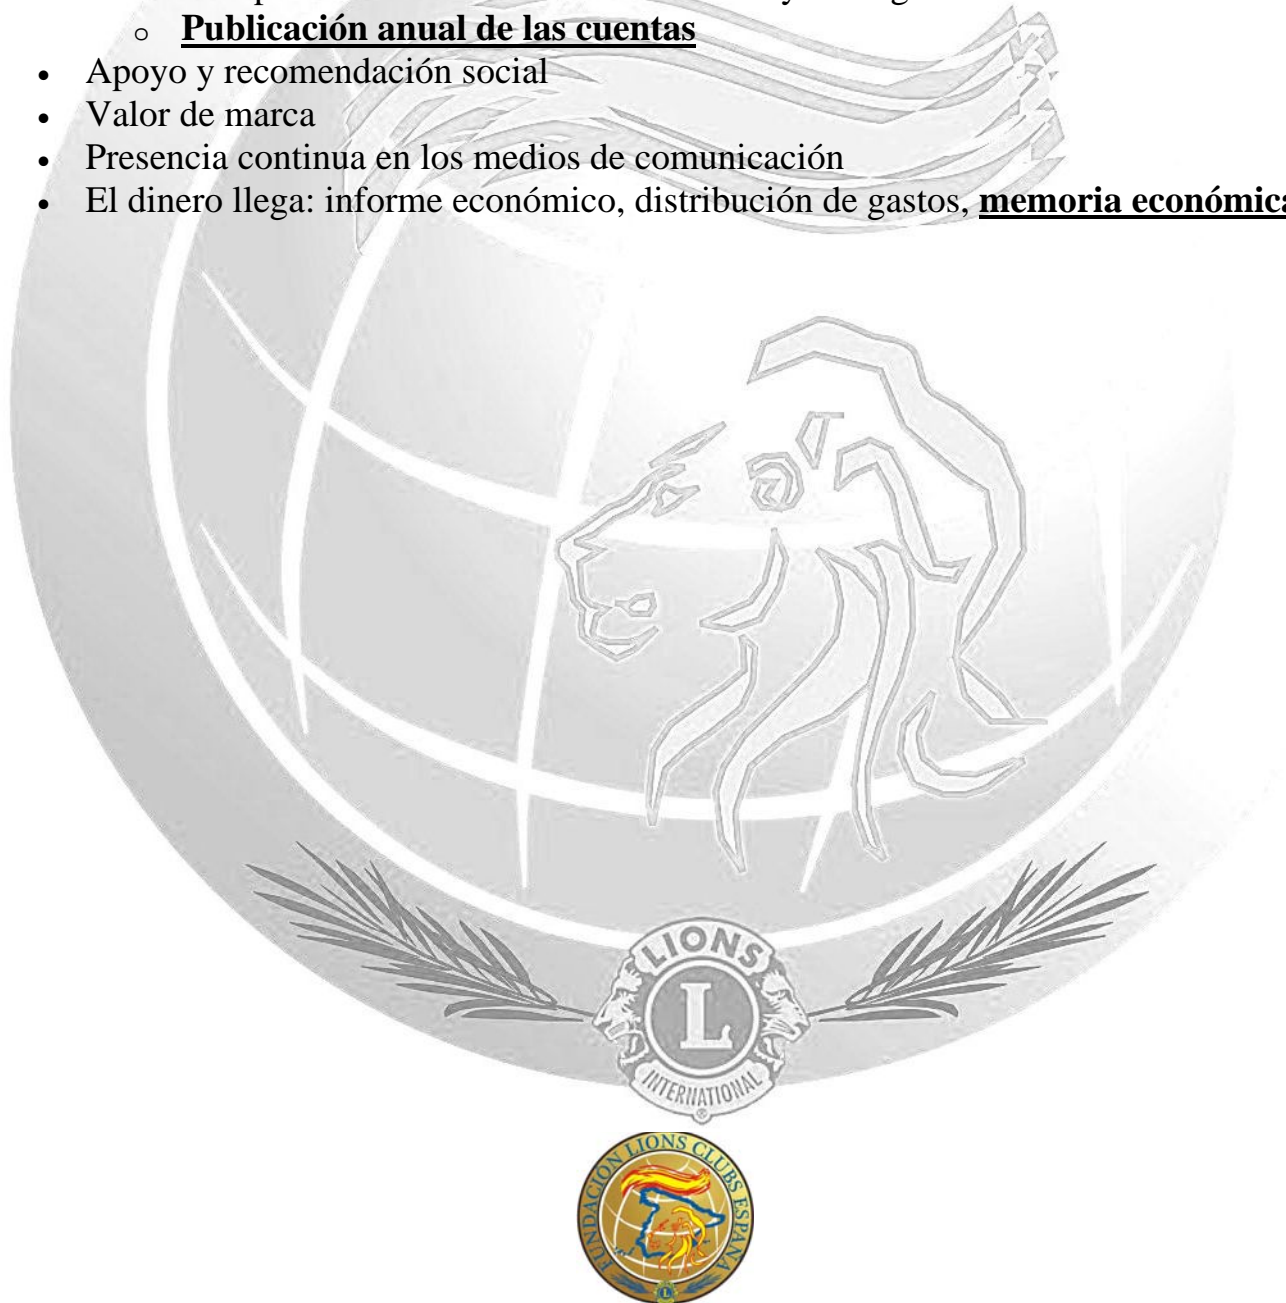 ○ Publicación anual de las cuentas
• Apoyo y recomendación social
• Valor de marca
• Presencia continua en los medios de comunicación
• El dinero llega: informe económico, distribución de gastos, memoria económica
LIONS
L
INTERNATIONAL
®
FUNDACIÓN LIONS CLUBS ESPAÑA
L